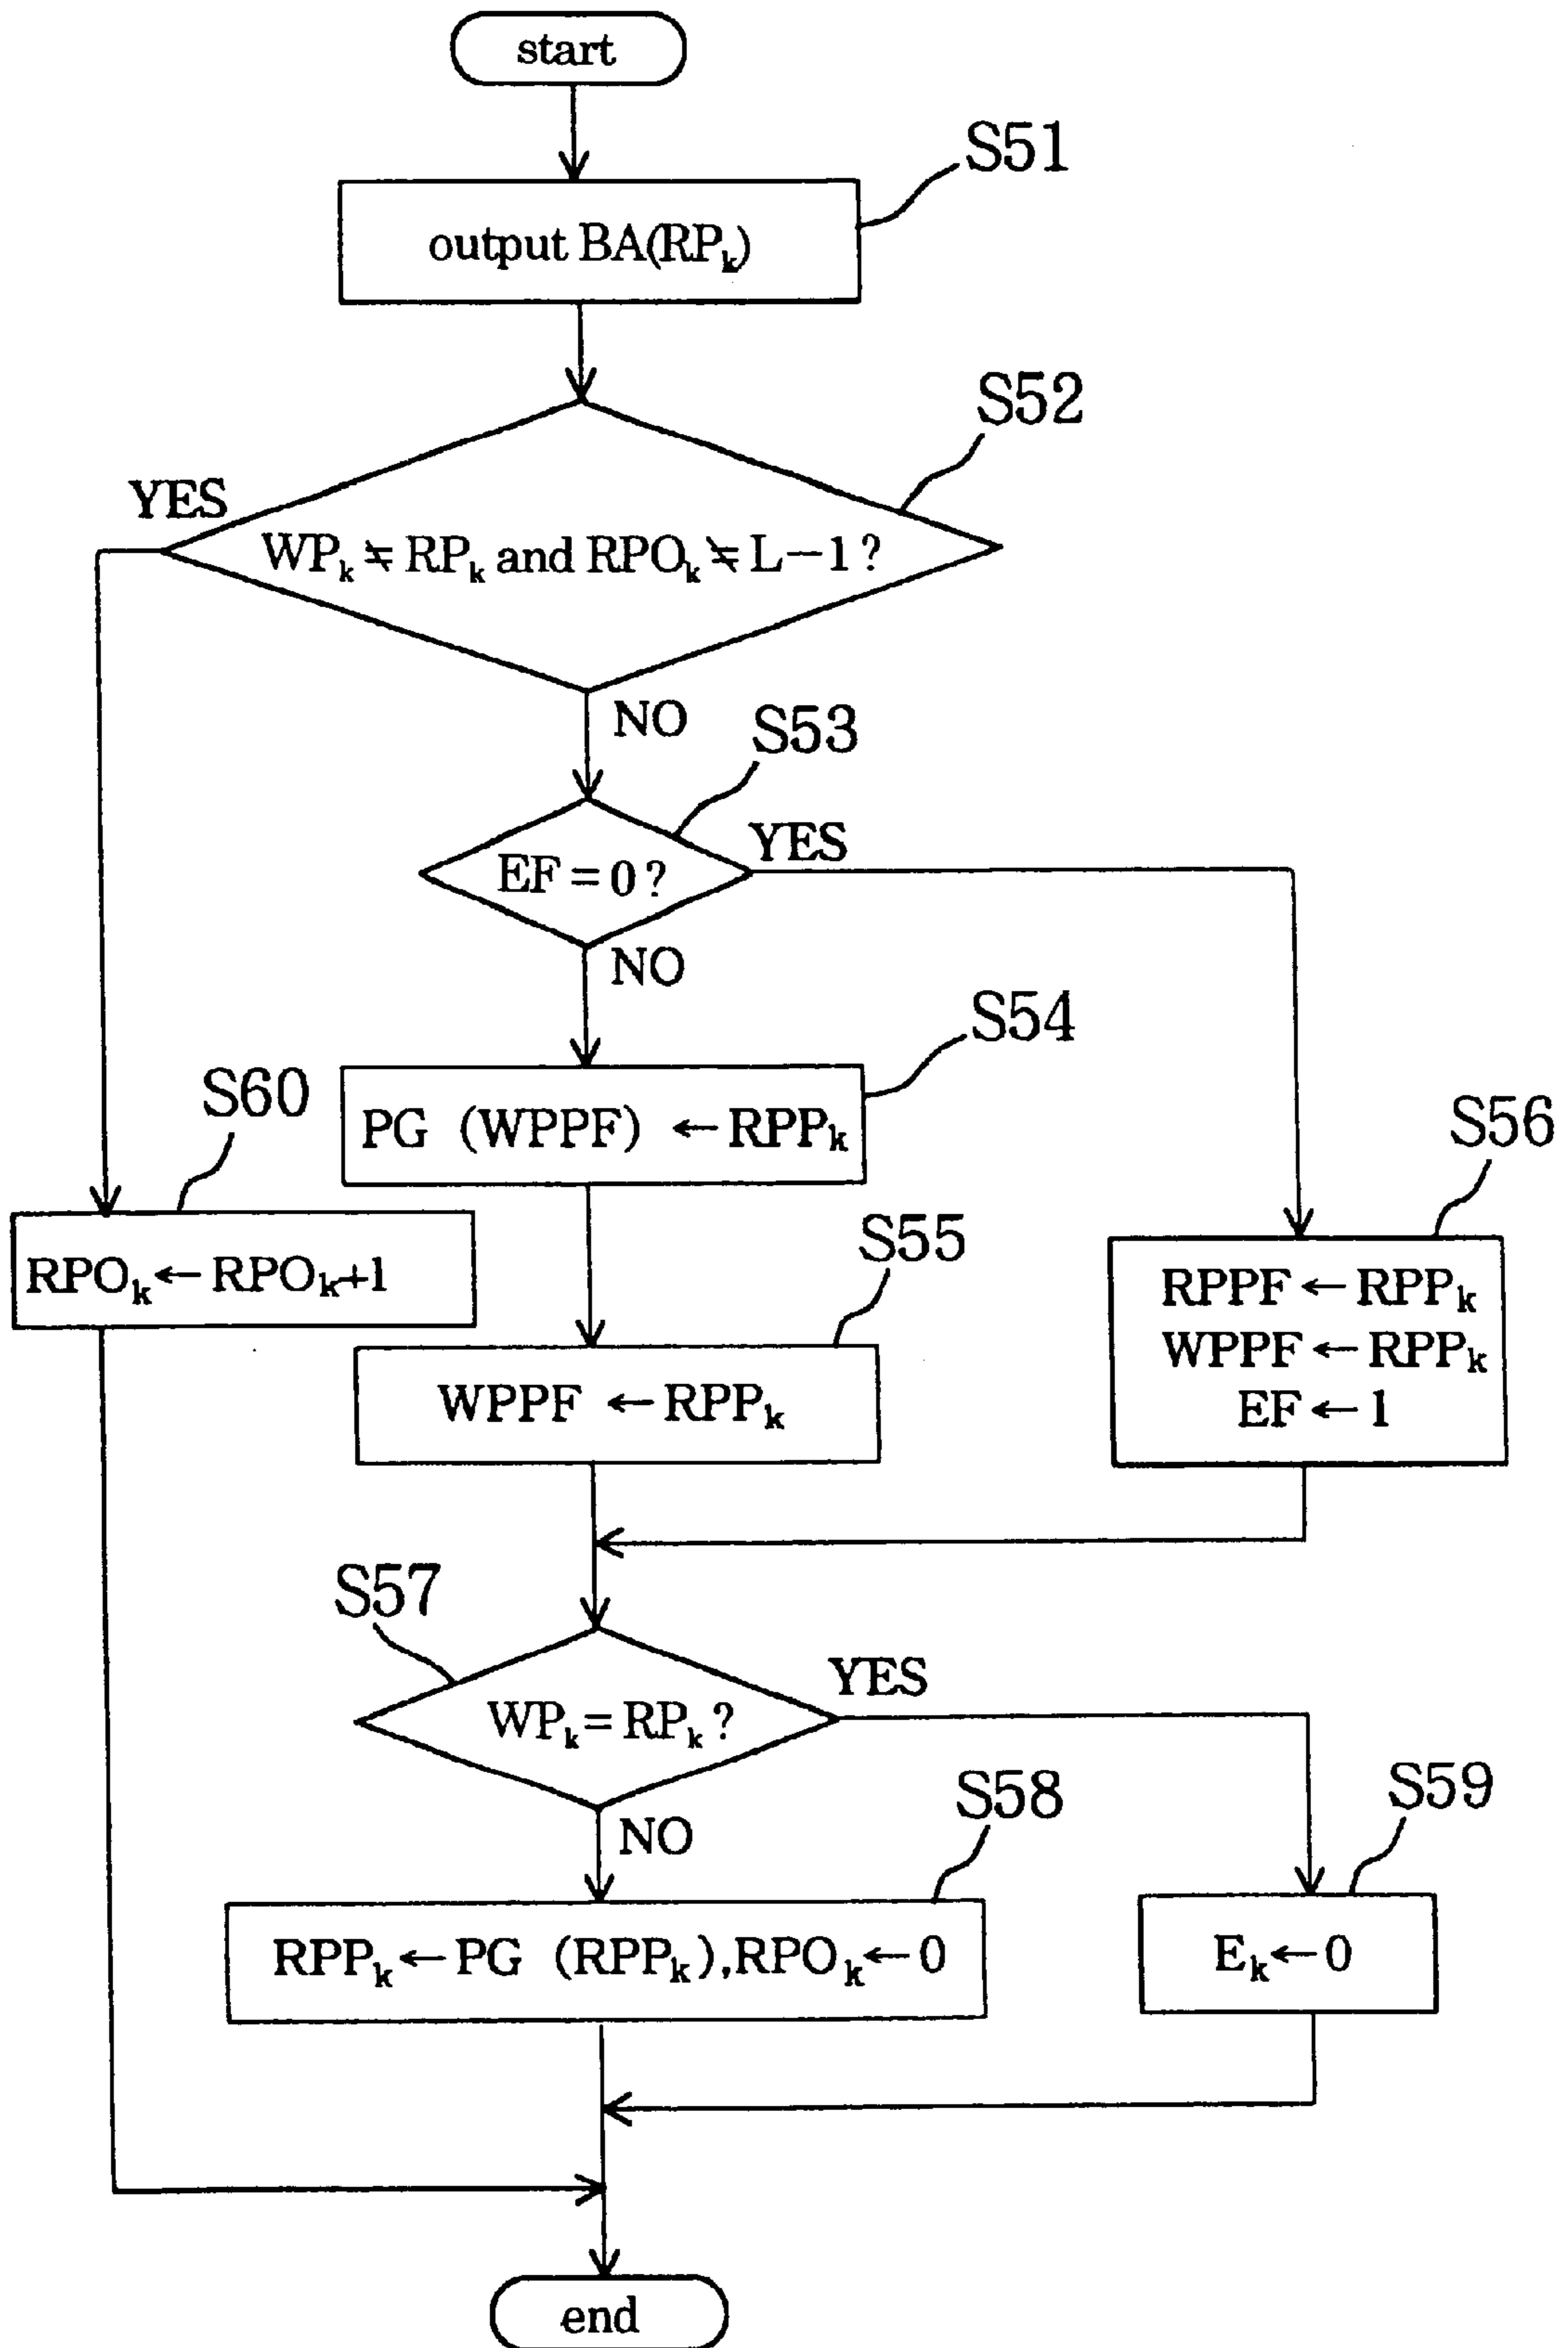 start
S51
output BA(RPₖ)
S52
YES
WPₖ ≒ RPₖ and RPOₖ ≒ L−1 ?
NO
S53
YES
EF = 0 ?
NO
S54
PG (WPPF) ← RPPₖ
S60
RPOₖ ← RPOₖ+1
S56
RPPF ← RPPₖ
WPPF ← RPPₖ
EF ← 1
S55
WPPF ← RPPₖ
S57
YES
WPₖ = RPₖ ?
NO
S58
RPPₖ ← PG (RPPₖ),RPOₖ ← 0
S59
Eₖ ← 0
end